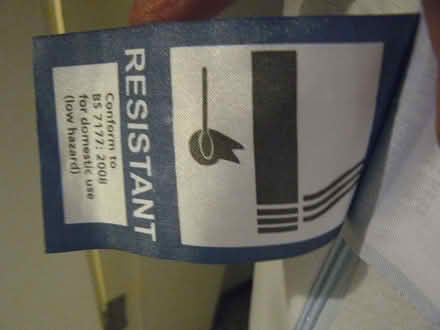 RESISTANT
Conform to
BS 7177: 2008
for domestic use
(low hazard)